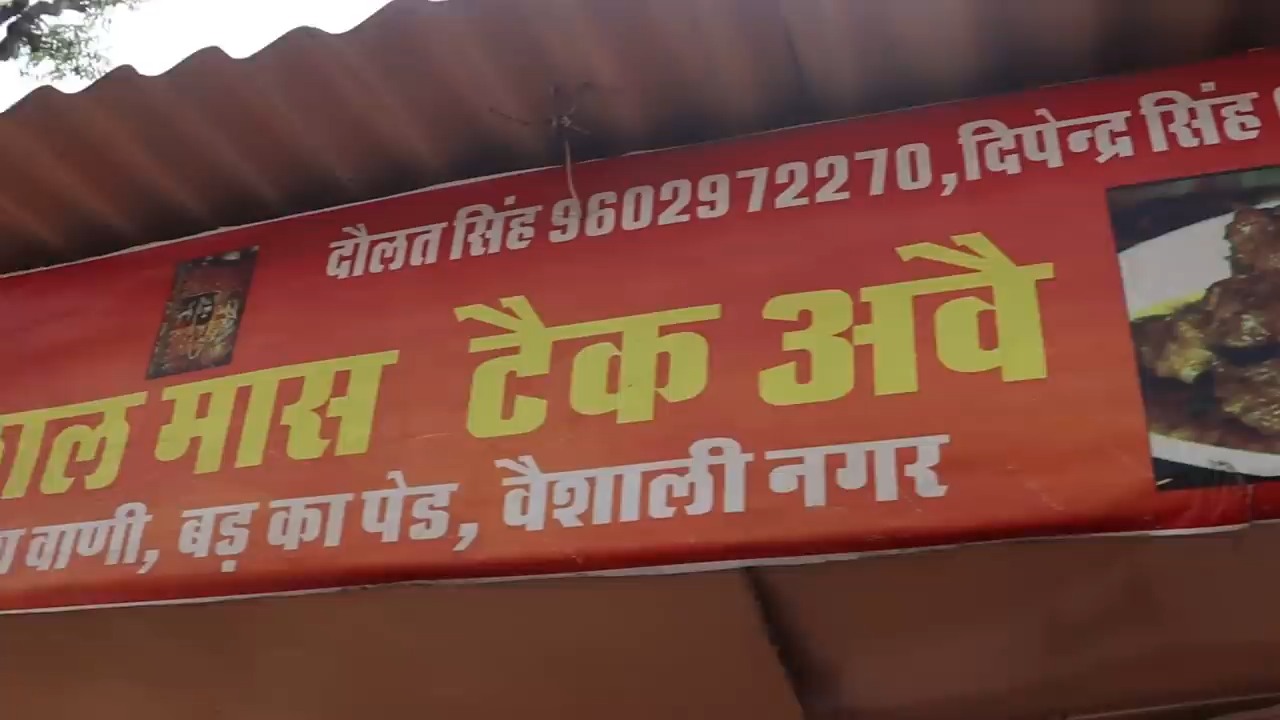 दौलत सिंह 9602972270, दिपेन्द्र सिंह
मास टैक अवै
वाणी, बड़ का पेड, वैशाली नगर